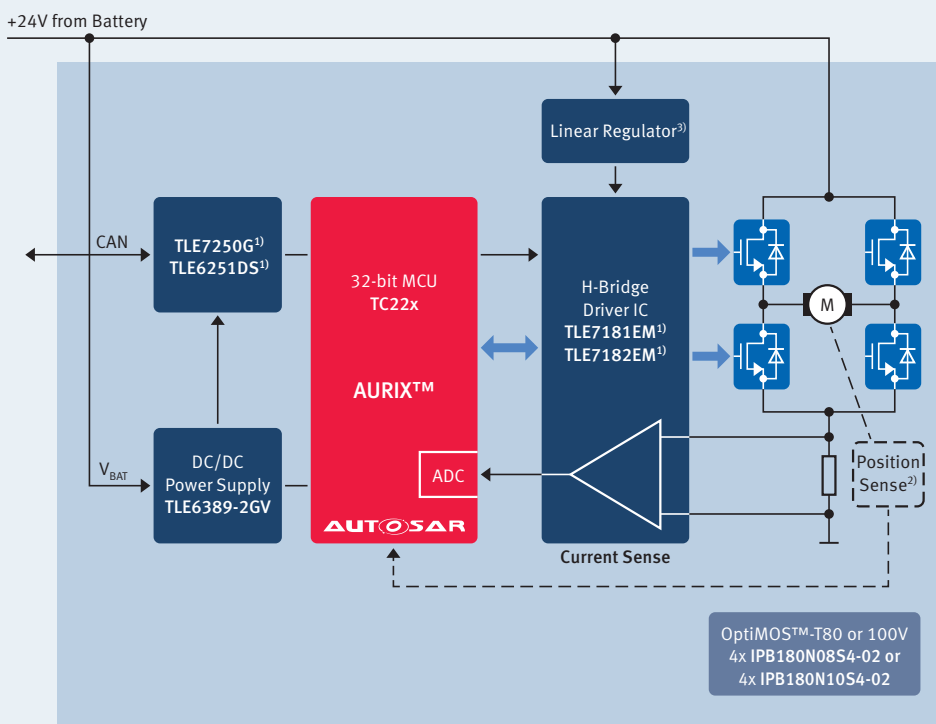 +24V from Battery
Linear Regulator3)
CAN
TLE7250G1)
TLE6251DS1)
32-bit MCU
TC22x
AURIX™
H-Bridge
Driver IC
TLE7181EM1)
TLE7182EM1)
M
VBAT
DC/DC
Power Supply
TLE6389-2GV
ADC
AUTOSAR
Position
Sense2)
Current Sense
OptiMOS™-T80 or 100V
4x IPB180N08S4-02 or
4x IPB180N10S4-02